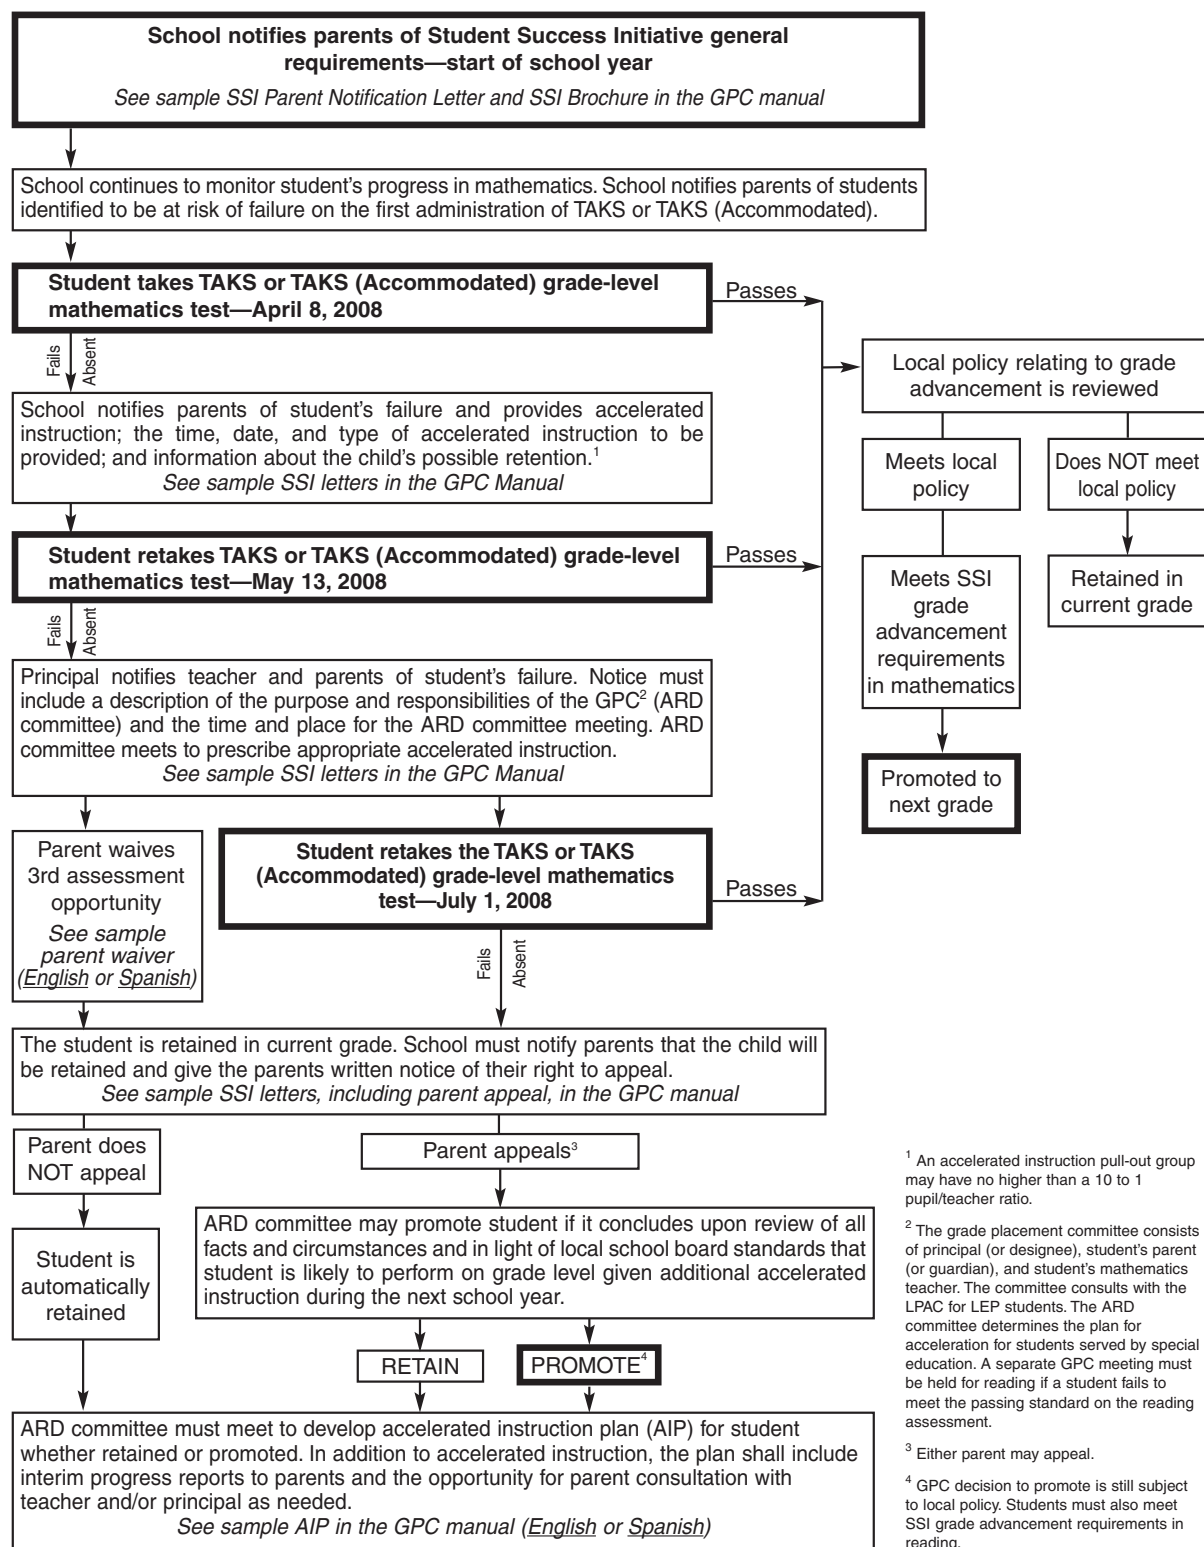 School notifies parents of Student Success Initiative general
requirements—start of school year
See sample SSI Parent Notification Letter and SSI Brochure in the GPC manual
School continues to monitor student's progress in mathematics. School notifies parents of students
identified to be at risk of failure on the first administration of TAKS or TAKS (Accommodated).
Student takes TAKS or TAKS (Accommodated) grade-level
mathematics test—April 8, 2008
Passes
Fails
Absent
Local policy relating to grade
advancement is reviewed
School notifies parents of student's failure and provides accelerated
instruction; the time, date, and type of accelerated instruction to be
provided; and information about the child's possible retention.1
See sample SSI letters in the GPC Manual
Meets local
policy
Does NOT meet
local policy
Student retakes TAKS or TAKS (Accommodated) grade-level
mathematics test—May 13, 2008
Passes
Meets SSI
grade
advancement
requirements
in mathematics
Retained in
current grade
Fails
Absent
Principal notifies teacher and parents of student's failure. Notice must
include a description of the purpose and responsibilities of the GPC2 (ARD
committee) and the time and place for the ARD committee meeting. ARD
committee meets to prescribe appropriate accelerated instruction.
See sample SSI letters in the GPC Manual
Promoted to
next grade
Parent waives
3rd assessment
opportunity
See sample
parent waiver
(English or Spanish)
Student retakes the TAKS or TAKS
(Accommodated) grade-level mathematics
test—July 1, 2008
Passes
Fails
Absent
The student is retained in current grade. School must notify parents that the child will
be retained and give the parents written notice of their right to appeal.
See sample SSI letters, including parent appeal, in the GPC manual
Parent does
NOT appeal
Parent appeals3
Student is
automatically
retained
ARD committee may promote student if it concludes upon review of all
facts and circumstances and in light of local school board standards that
student is likely to perform on grade level given additional accelerated
instruction during the next school year.
RETAIN
PROMOTE4
ARD committee must meet to develop accelerated instruction plan (AIP) for student
whether retained or promoted. In addition to accelerated instruction, the plan shall include
interim progress reports to parents and the opportunity for parent consultation with
teacher and/or principal as needed.
See sample AIP in the GPC manual (English or Spanish)
1 An accelerated instruction pull-out group
may have no higher than a 10 to 1
pupil/teacher ratio.
2 The grade placement committee consists
of principal (or designee), student's parent
(or guardian), and student's mathematics
teacher. The committee consults with the
LPAC for LEP students. The ARD
committee determines the plan for
acceleration for students served by special
education. A separate GPC meeting must
be held for reading if a student fails to
meet the passing standard on the reading
assessment.
3 Either parent may appeal.
4 GPC decision to promote is still subject
to local policy. Students must also meet
SSI grade advancement requirements in
reading.